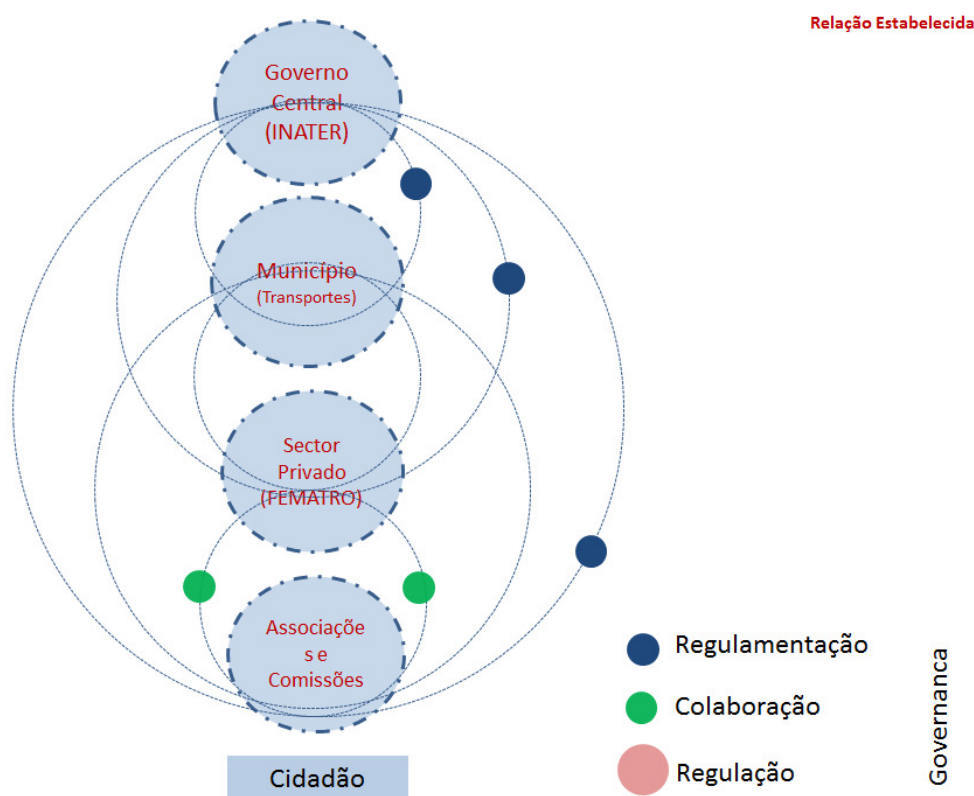 Relação Estabelecida
Governo
Central
(INATER)
Município
(Transportes)
Sector
Privado
(FEMATRO)
Associaçõe
s e
Comissões
Cidadão
Regulamentação
Colaboração
Regulação
Governanca